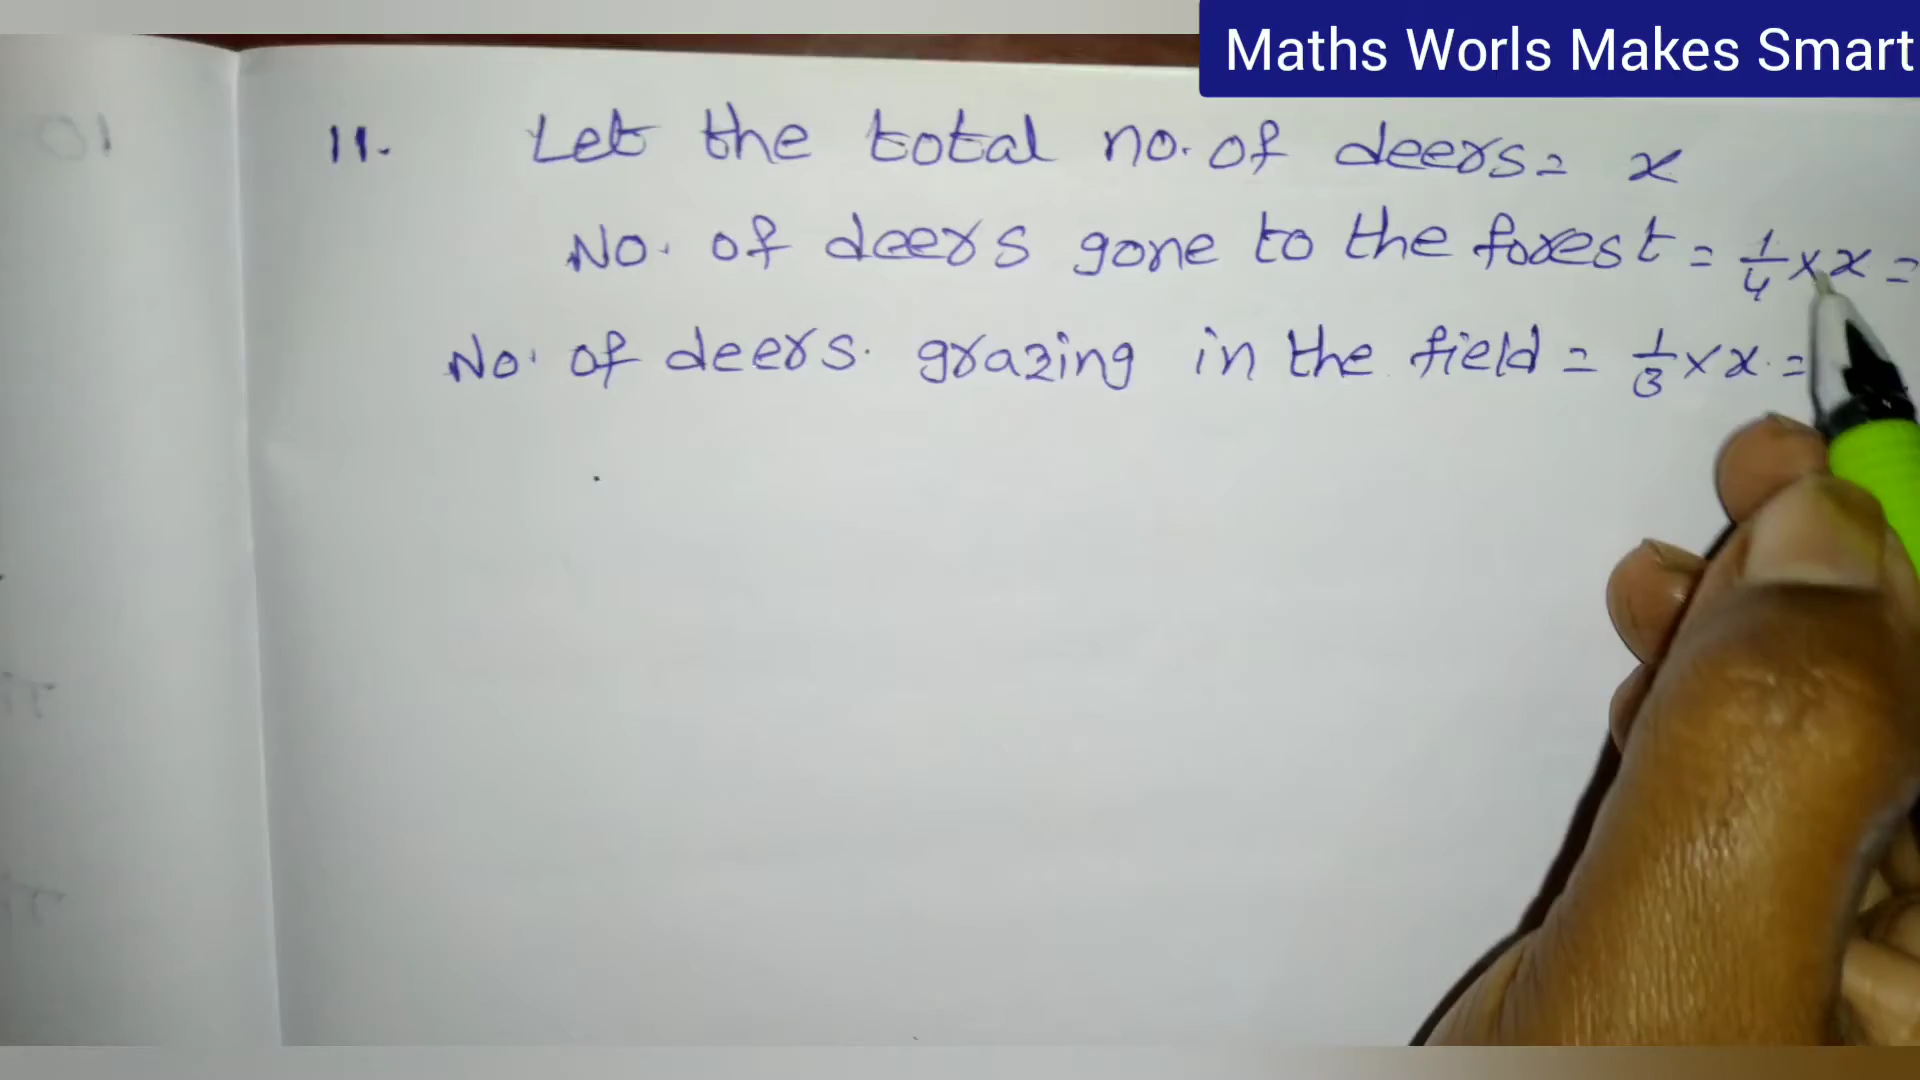 Maths Worls Makes Smart
11. Let the total no. of deers = x
No. of deers gone to the forest = 1/4 × x =
No. of deers. grazing in the field = 1/3 × x. =